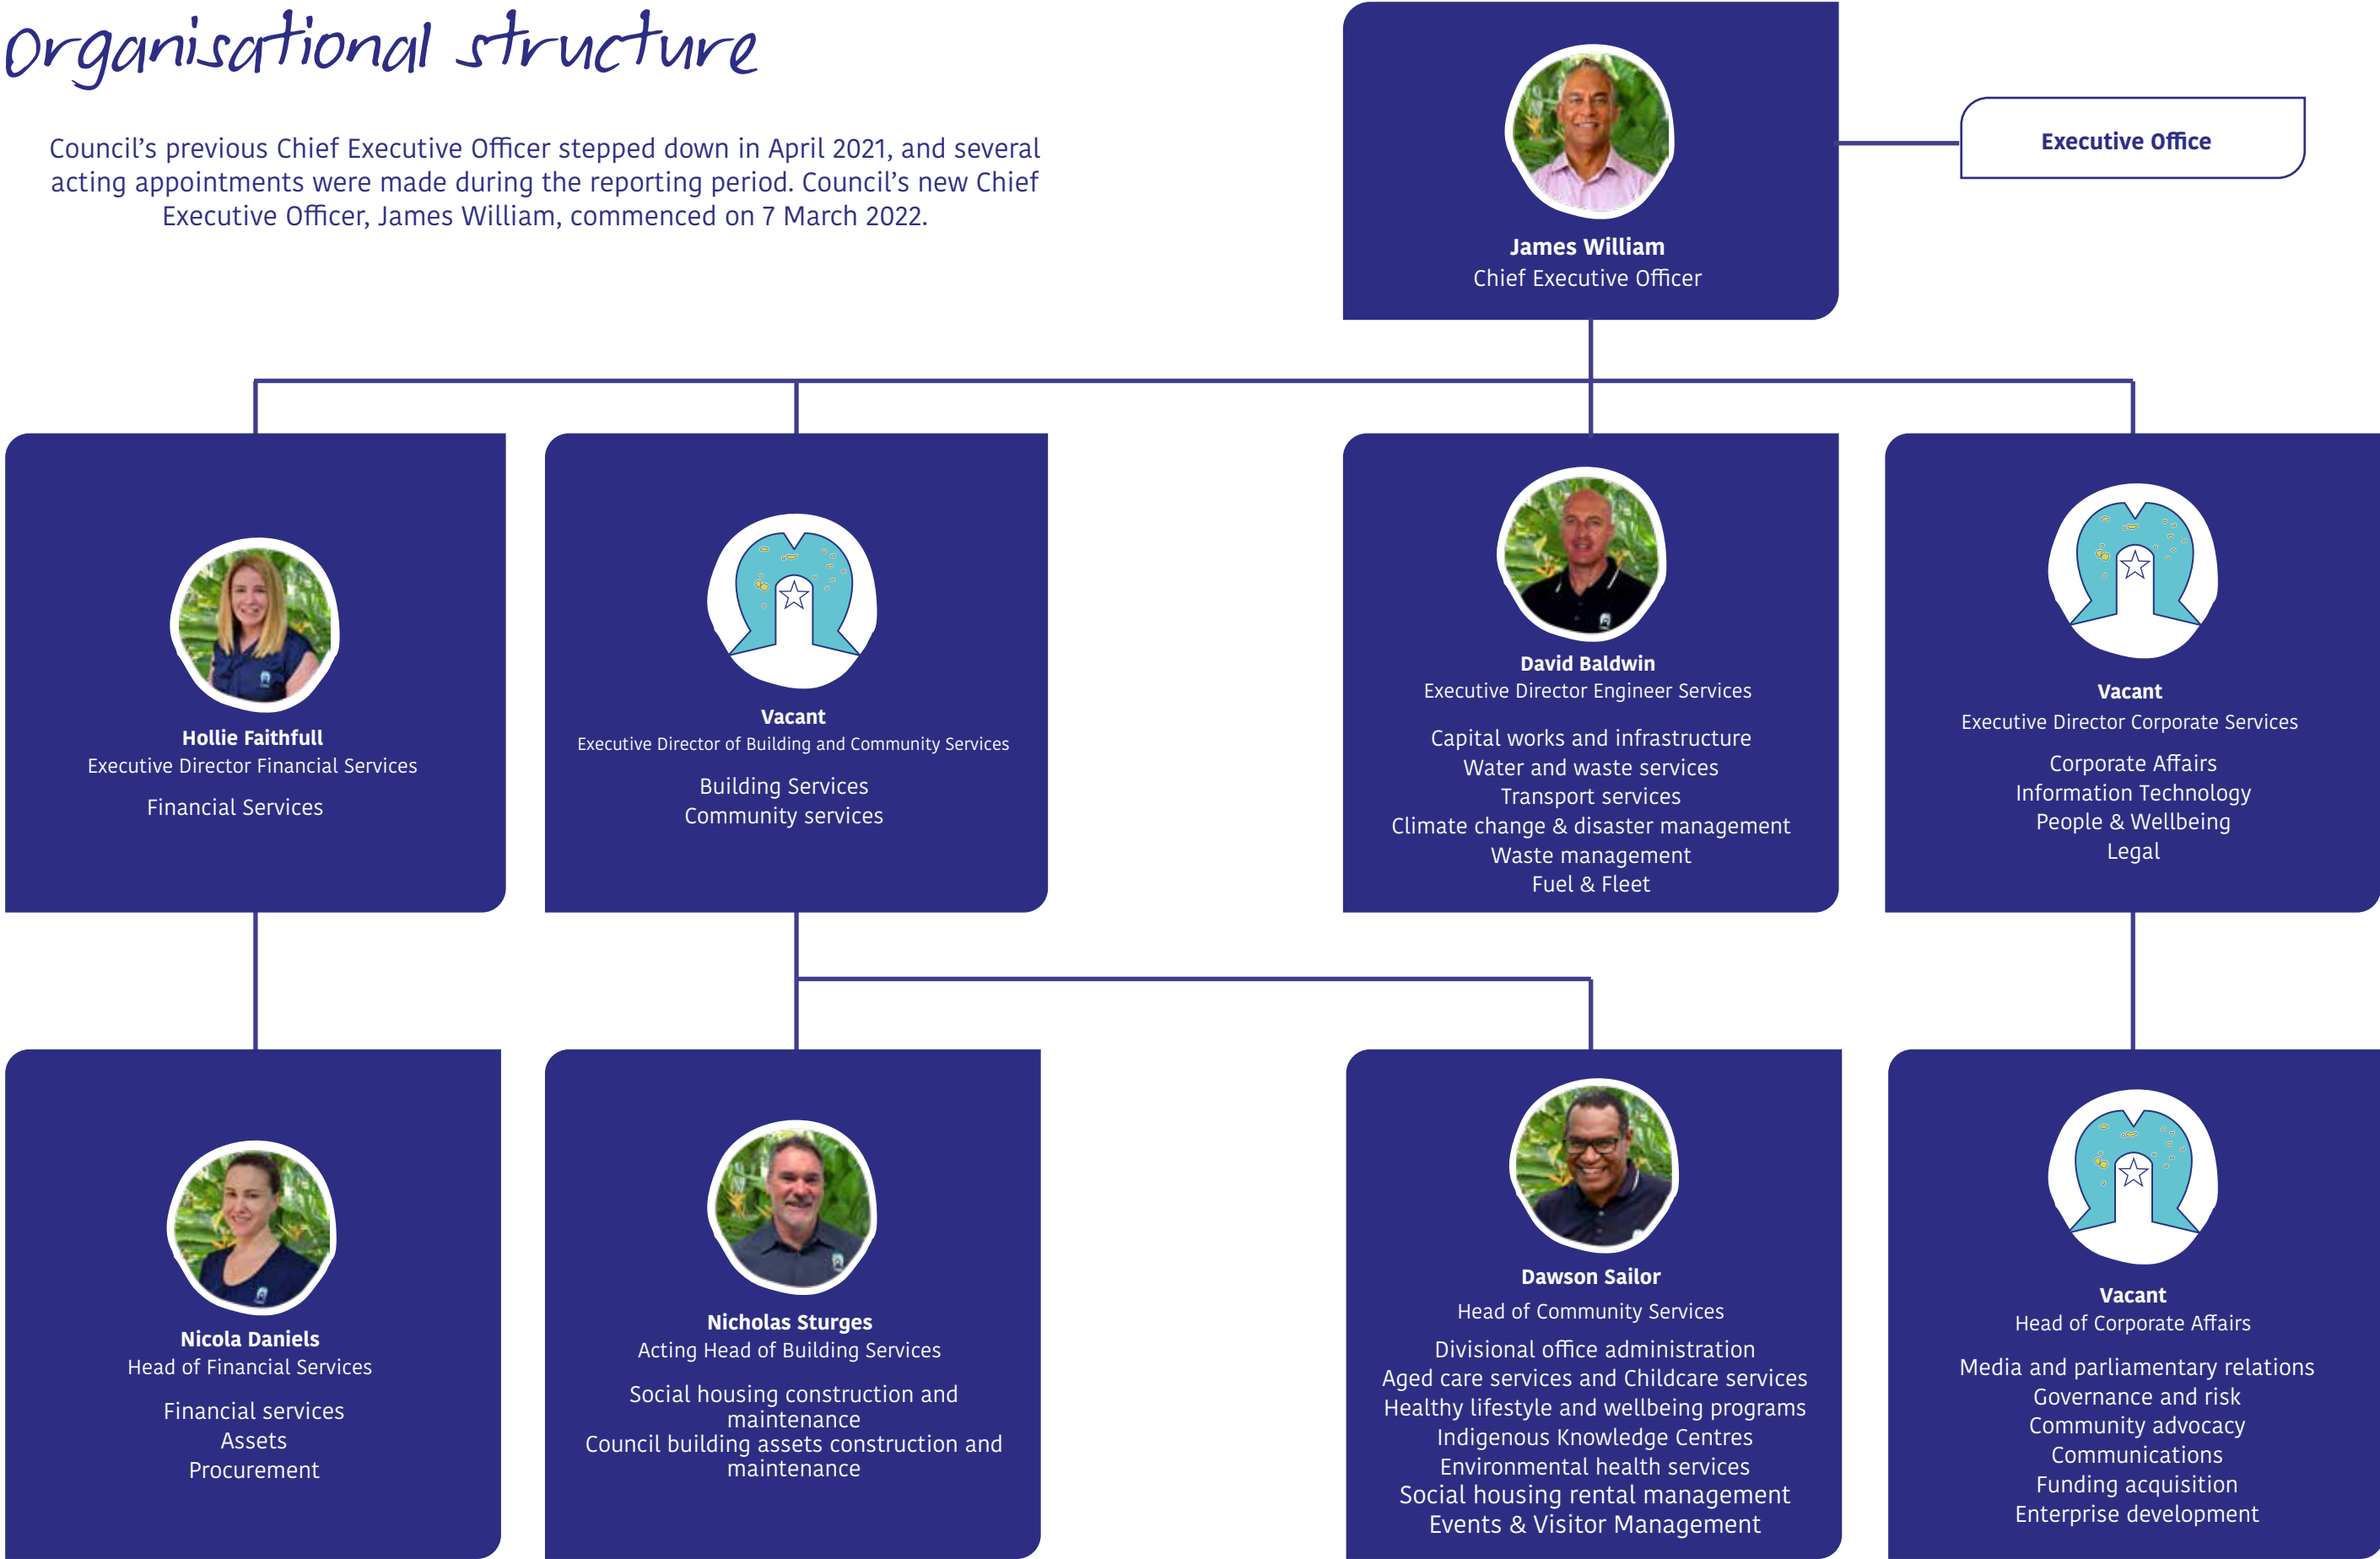 Organisational structure
Council’s previous Chief Executive Officer stepped down in April 2021, and several
acting appointments were made during the reporting period. Council’s new Chief
Executive Officer, James William, commenced on 7 March 2022.
James William
Chief Executive Officer
Executive Office
Hollie Faithfull
Executive Director Financial Services
Financial Services
Vacant
Executive Director of Building and Community Services
Building Services
Community services
David Baldwin
Executive Director Engineer Services
Capital works and infrastructure
Water and waste services
Transport services
Climate change & disaster management
Waste management
Fuel & Fleet
Vacant
Executive Director Corporate Services
Corporate Affairs
Information Technology
People & Wellbeing
Legal
Nicola Daniels
Head of Financial Services
Financial services
Assets
Procurement
Nicholas Sturges
Acting Head of Building Services
Social housing construction and
maintenance
Council building assets construction and
maintenance
Dawson Sailor
Head of Community Services
Divisional office administration
Aged care services and Childcare services
Healthy lifestyle and wellbeing programs
Indigenous Knowledge Centres
Environmental health services
Social housing rental management
Events & Visitor Management
Vacant
Head of Corporate Affairs
Media and parliamentary relations
Governance and risk
Community advocacy
Communications
Funding acquisition
Enterprise development